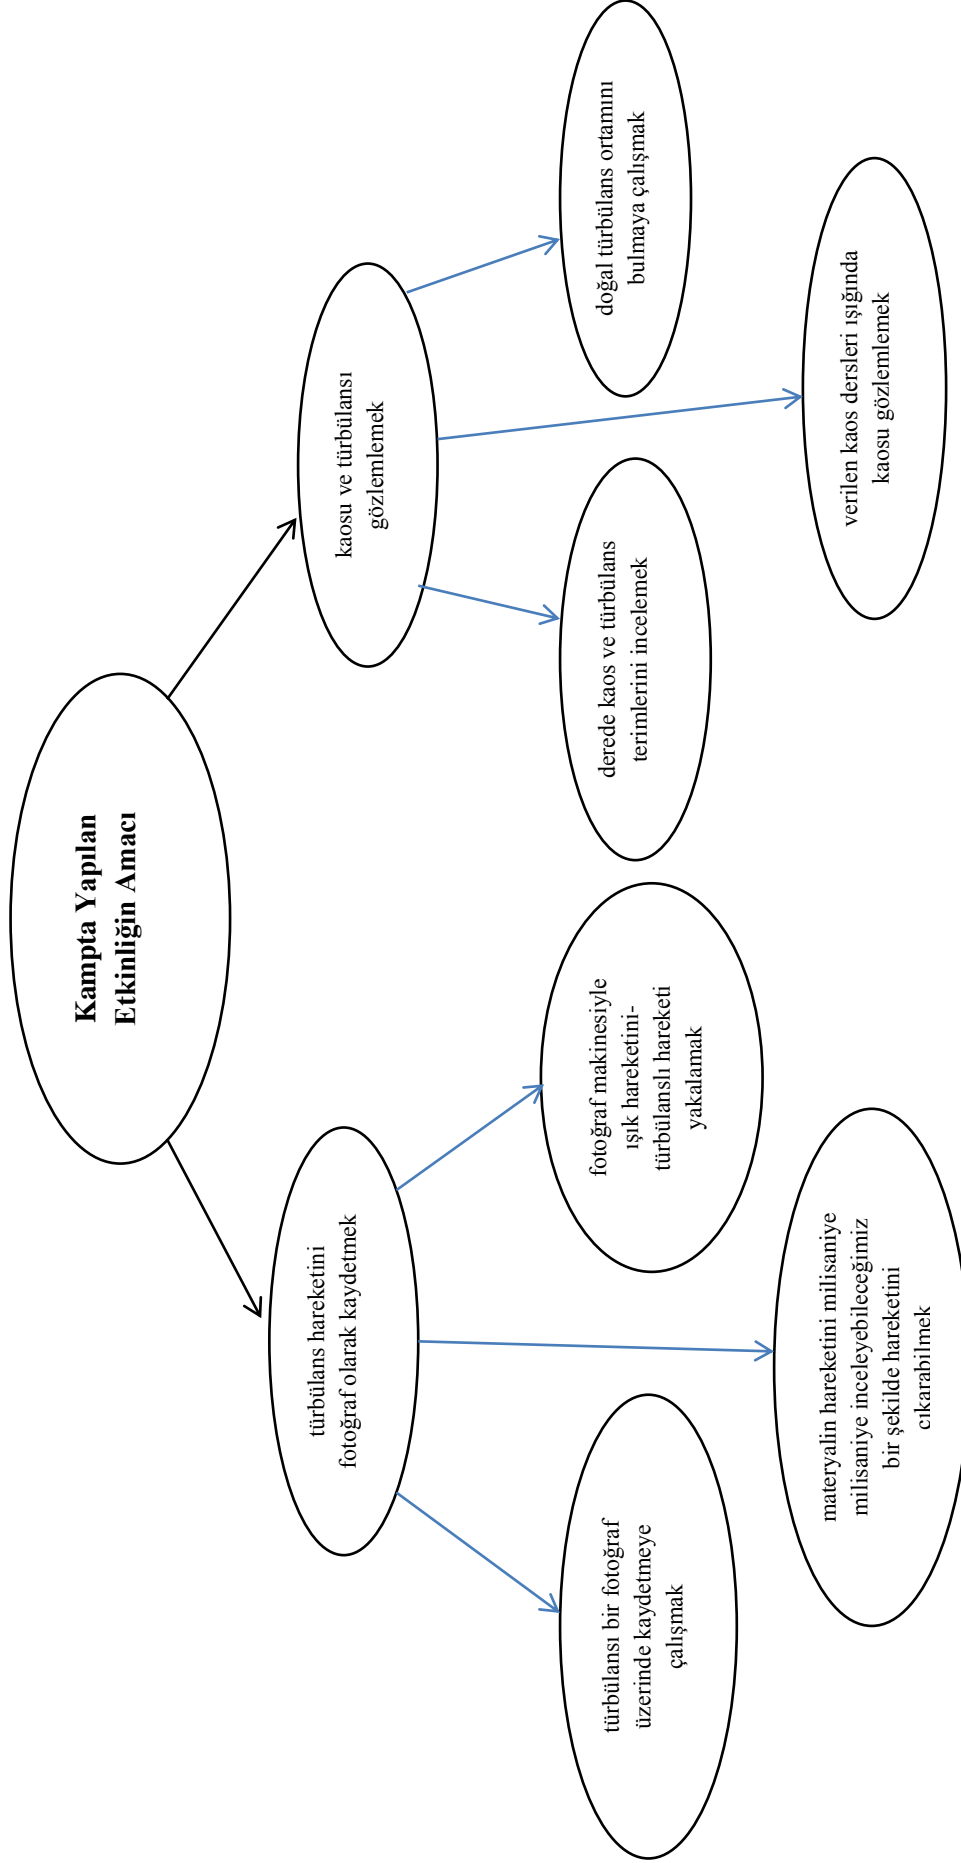 Kampta Yapılan
Etkinliğin Amacı
türbülans hareketini
fotoğraf olarak kaydetmek
kaosu ve türbülansı
gözlemlemek
türbülansı bir fotoğraf
üzerinde kaydetmeye
çalışmak
materyalin hareketini milisaniye
milisaniye inceleyebileceğimiz
bir şekilde hareketini
cıkarabilmek
fotoğraf makinesiyle
ışık hareketini-
türbülanslı hareketi
yakalamak
derede kaos ve türbülans
terimlerini incelemek
verilen kaos dersleri ışığında
kaosu gözlemlemek
doğal türbülans ortamını
bulmaya çalışmak